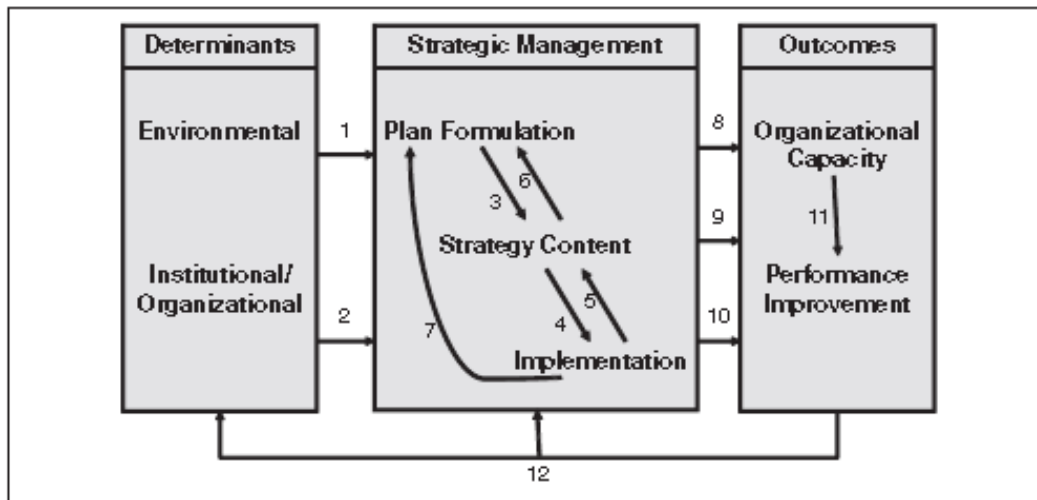 Determinants
Strategic Management
Outcomes
Environmental
1
Plan Formulation
8
Organizational
Capacity
3
6
9
11
Strategy Content
Institutional/
Organizational
Performance
Improvement
2
7
4
5
10
Implementation
12